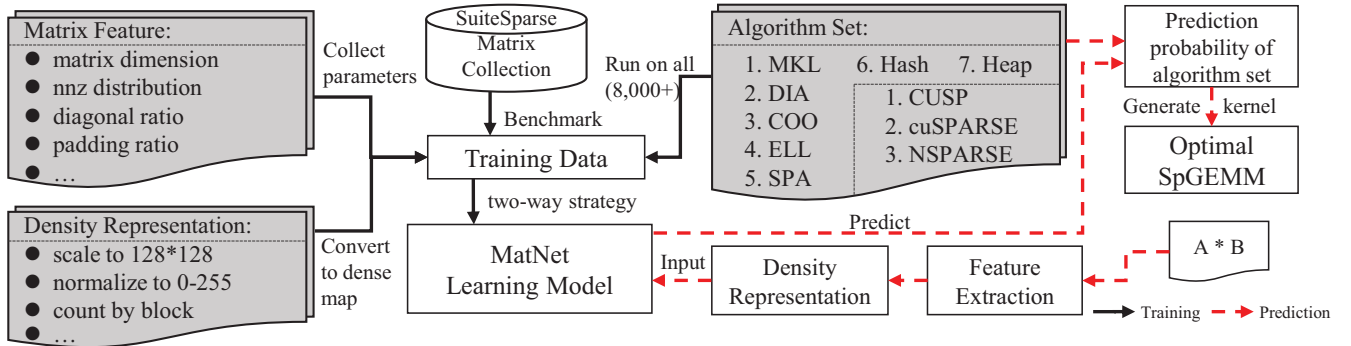 Matrix Feature:
● matrix dimension
● nnz distribution
● diagonal ratio
● padding ratio
● …
Density Representation:
● scale to 128*128
● normalize to 0-255
● count by block
● …
Collect
parameters
Convert
to dense
map
SuiteSparse
Matrix
Collection
Benchmark
Training Data
two-way strategy
MatNet
Learning Model
Run on all
(8,000+)
Algorithm Set:
1. MKL 6. Hash 7. Heap
2. DIA
3. COO
4. ELL
5. SPA
1. CUSP
2. cuSPARSE
3. NSPARSE
Predict
Input
Density
Representation
Feature
Extraction
A * B
Prediction
probability of
algorithm set
Generate kernel
Optimal
SpGEMM
Training Prediction